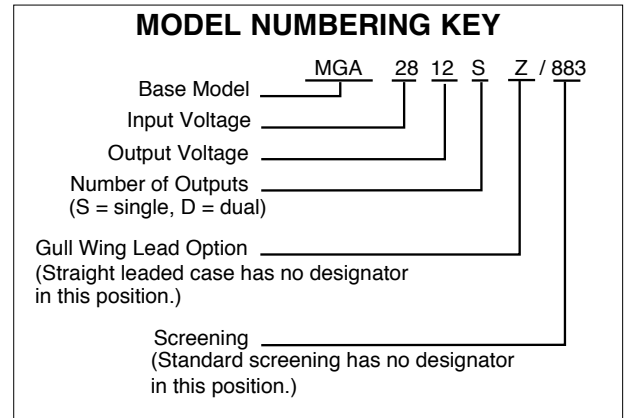 MODEL NUMBERING KEY
MGA 28 12 S Z / 883
Base Model
Input Voltage
Output Voltage
Number of Outputs
(S = single, D = dual)
Gull Wing Lead Option
(Straight leaded case has no designator
in this position.)
Screening
(Standard screening has no designator
in this position.)